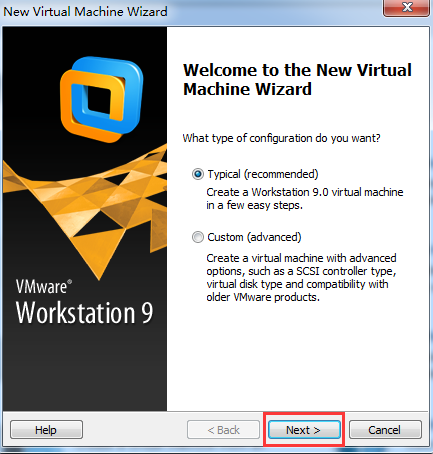 New Virtual Machine Wizard
Welcome to the New Virtual
Machine Wizard
What type of configuration do you want?
Typical (recommended)
Create a Workstation 9.0 virtual machine
in a few easy steps.
Custom (advanced)
Create a virtual machine with advanced
options, such as a SCSI controller type,
virtual disk type and compatibility with
older VMware products.
VMware®
Workstation 9
Help
< Back
Next >
Cancel